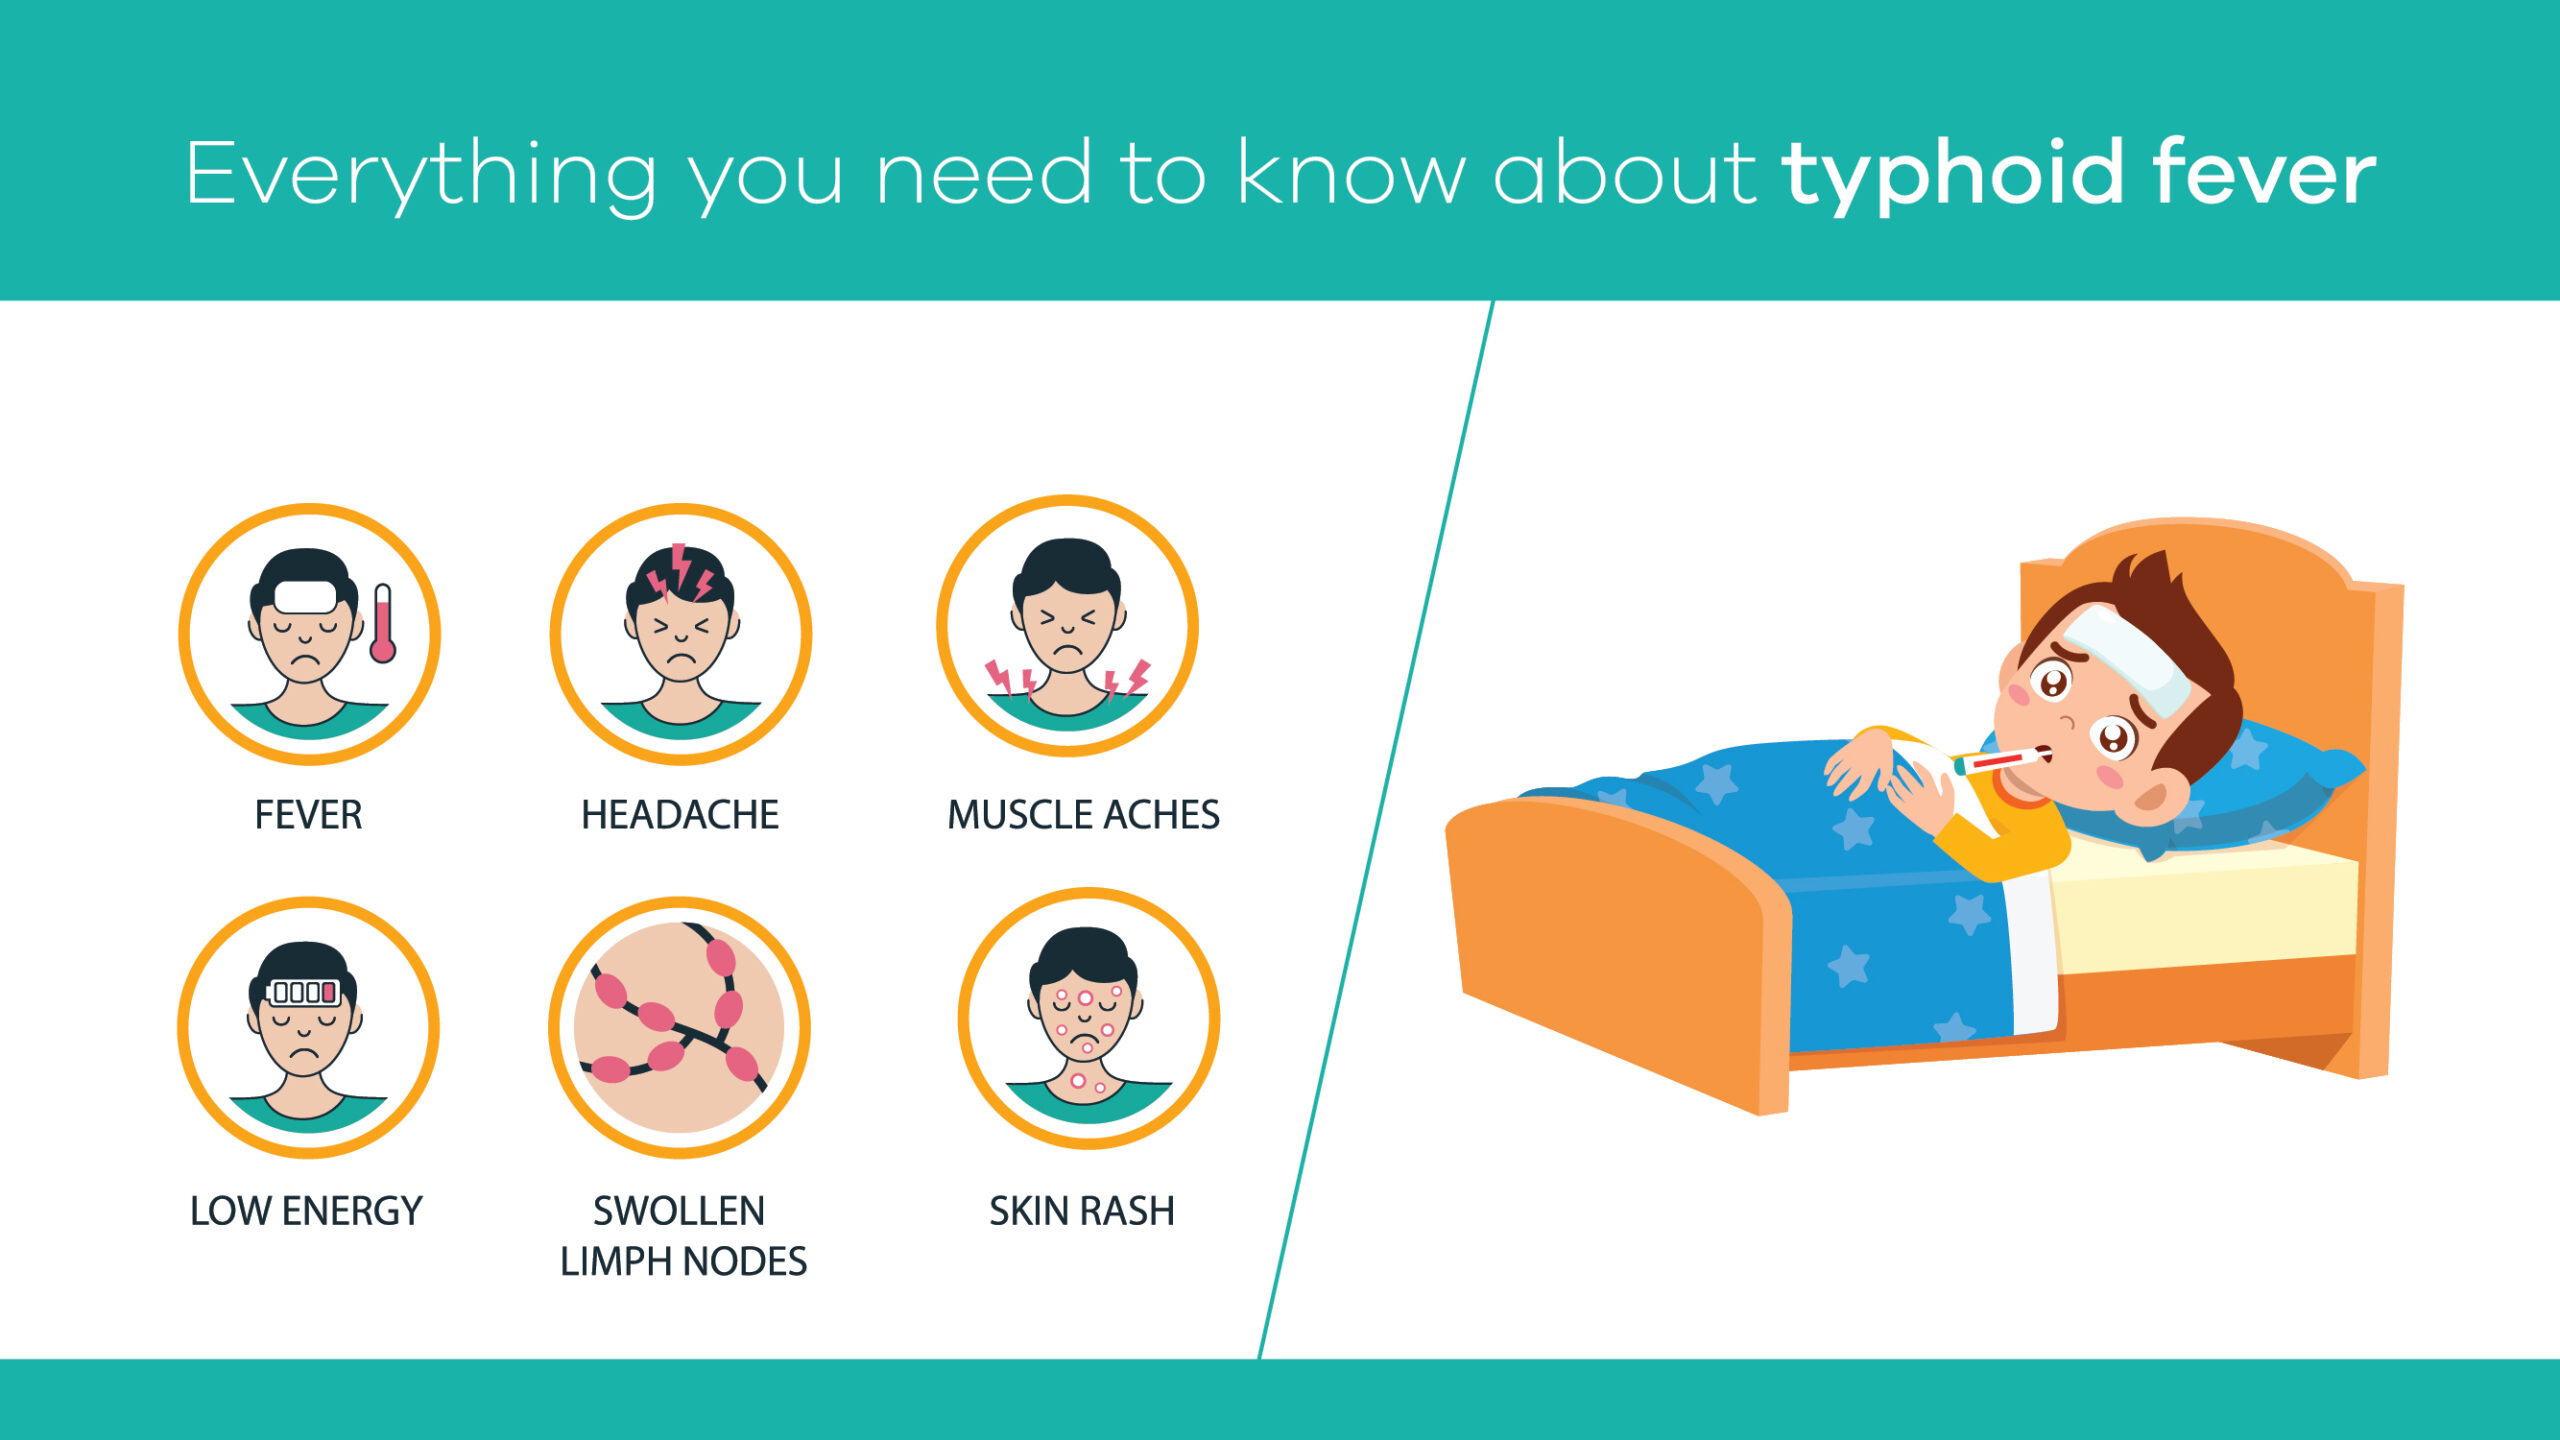 Everything you need to know about typhoid fever
FEVER
HEADACHE
MUSCLE ACHES
LOW ENERGY
SWOLLEN
LIMPH NODES
SKIN RASH